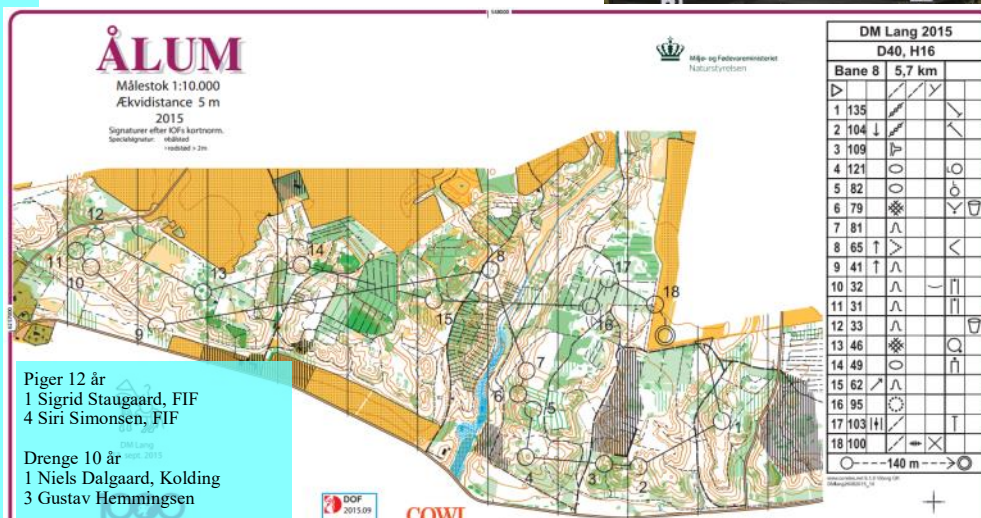 ÅLUM
Målestok 1:10.000
Ækvidistance 5 m
2015
Signaturer efter IOFs kortnorm.
Miljø- og Fødevareministeriet
Naturstyrelsen
DM Lang 2015
D40, H16
Bane 8 5,7 km
1 135
2 104
3 109
4 121
5 82
6 79
7 81
8 65
9 41
10 32
11 31
12 33
13 46
14 49
15 62
16 95
17 103
18 100
140 m
12
11
10
13
14
9
8
15
17
16
18
7
6
5
1
4
3
2
Piger 12 år
1 Sigrid Staugaard, FIF
4 Siri Simonsen, FIF
Drenge 10 år
1 Niels Dalgaard, Kolding
3 Gustav Hemmingsen
DM Lang
DOF
2015.09
COWI